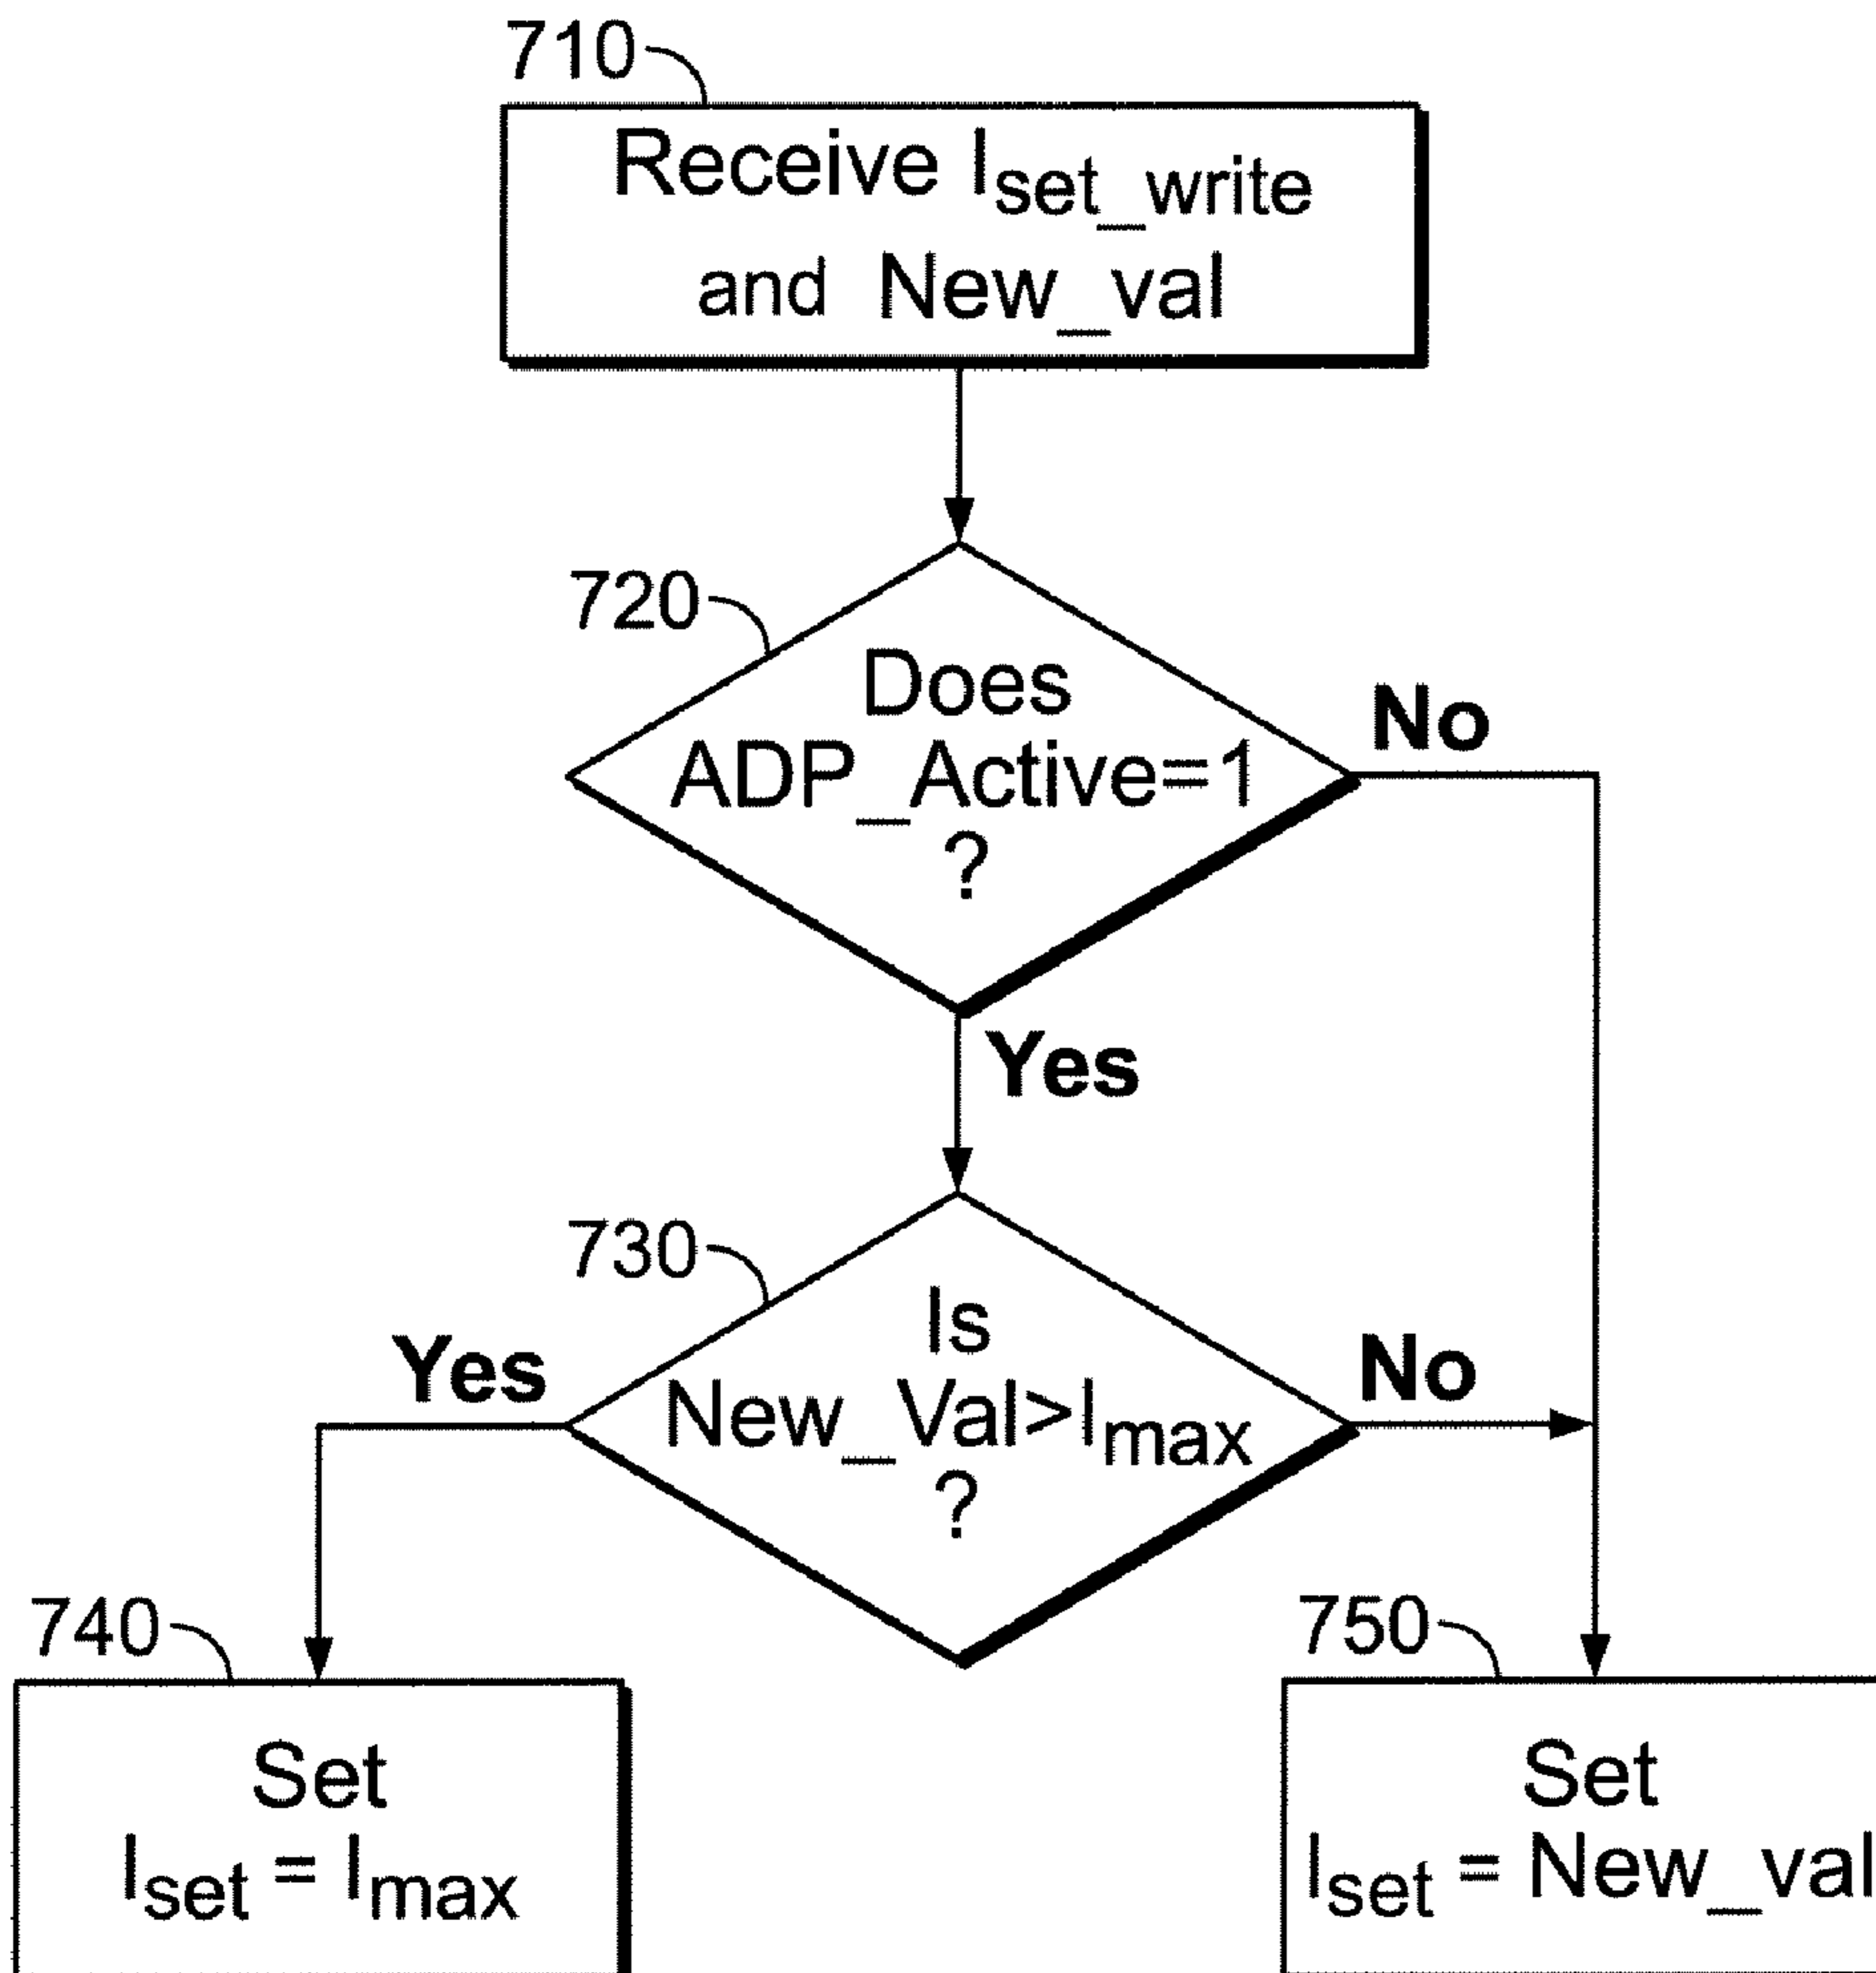 710
Receive Iset_write
and New_val
720
Does
ADP_Active=1
?
No
Yes
730
Is
New_Val>Imax
?
Yes
No
740
Set
Iset = Imax
750
Set
Iset = New_val